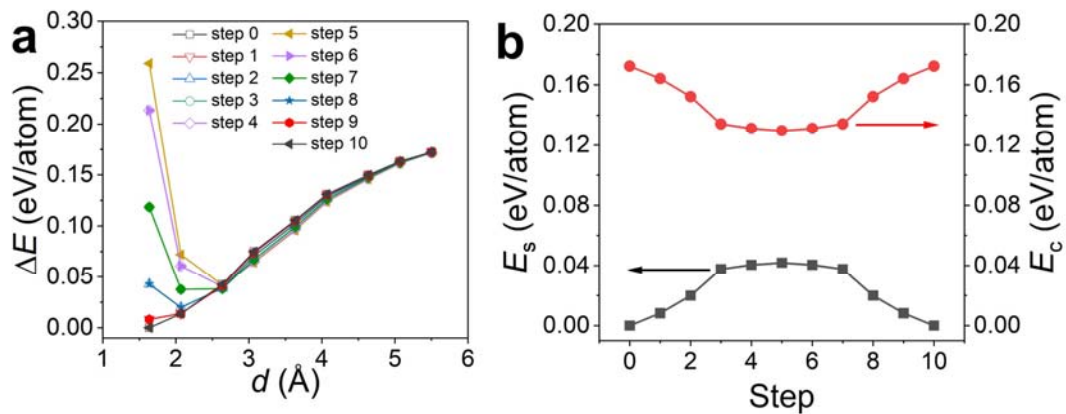 a
ΔE (eV/atom)
0.30
0.25
0.20
0.15
0.10
0.05
0.00
step 0
step 1
step 2
step 3
step 4
step 5
step 6
step 7
step 8
step 9
step 10
1 2 3 4 5 6
d (Å)
b
Es (eV/atom)
0.20
0.16
0.12
0.08
0.04
0.00
0 2 4 6 8 10
Step
0.20
0.16
0.12
0.08
0.04
0.00
Ec (eV/atom)